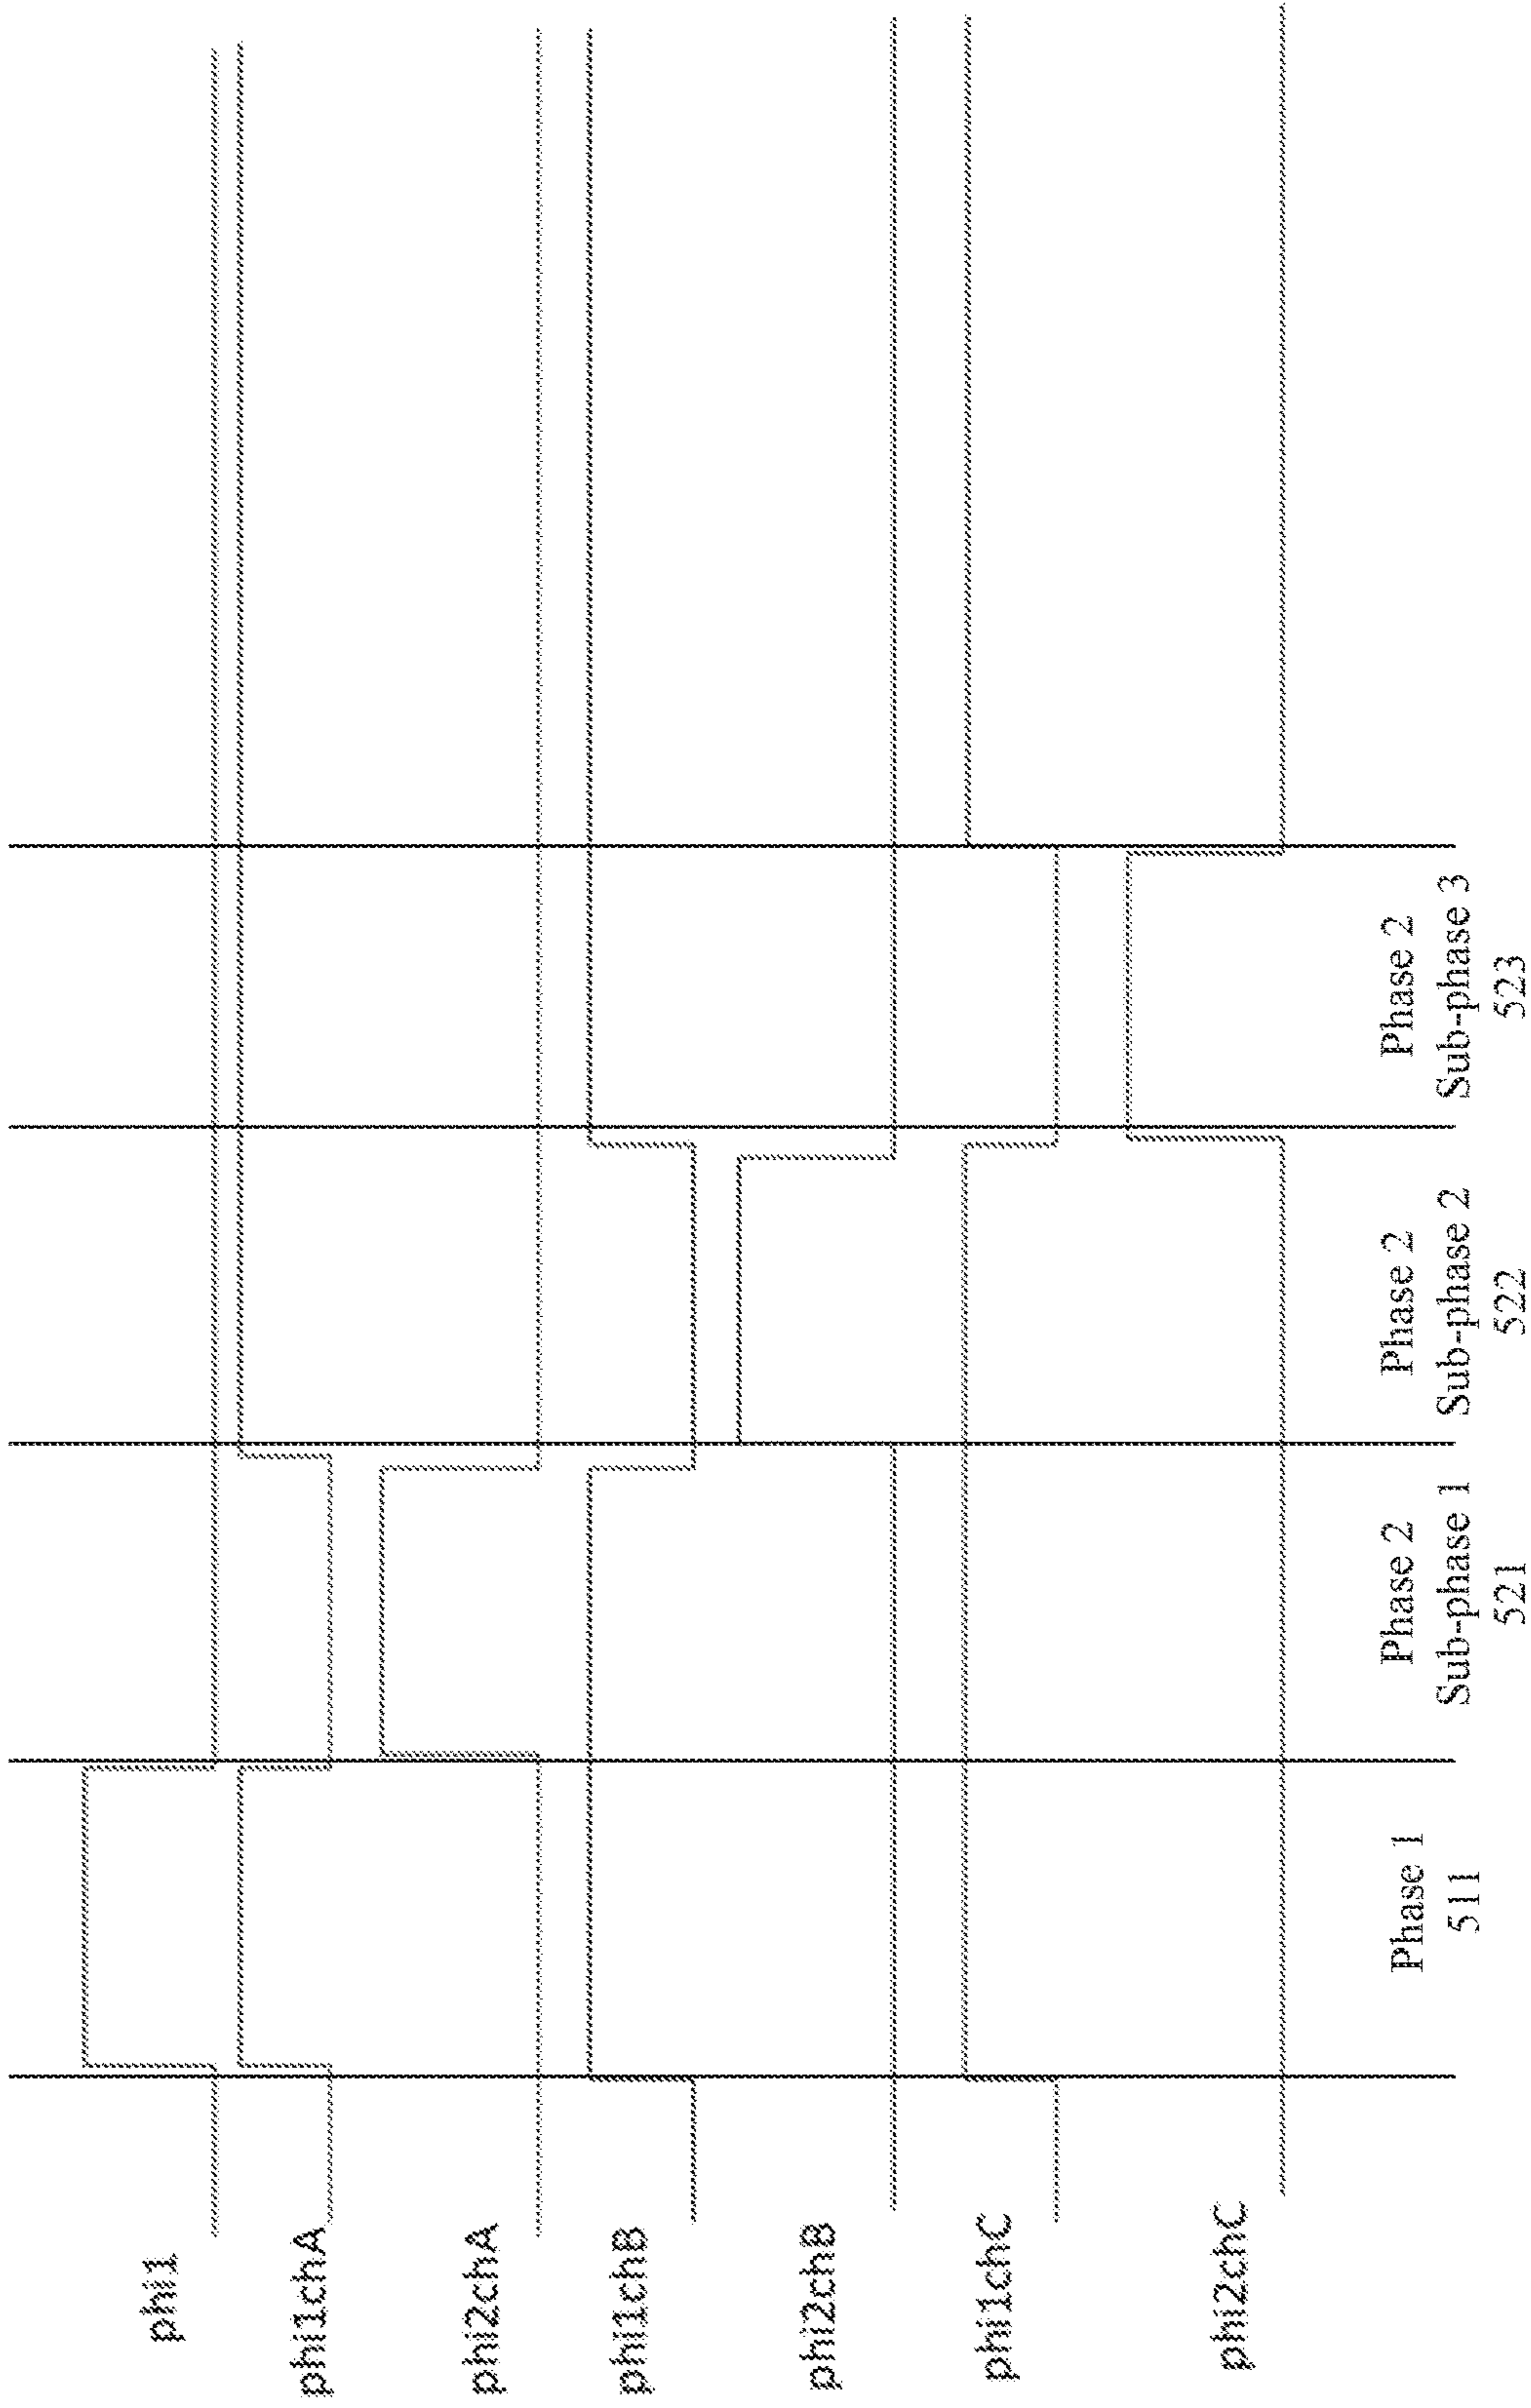 phi1
phi1chA
phi2chA
phi1chB
phi2chB
phi1chC
phi2chC
Phase 1
511
Phase 2
Sub-phase 1
521
Phase 2
Sub-phase 2
522
Phase 2
Sub-phase 3
523